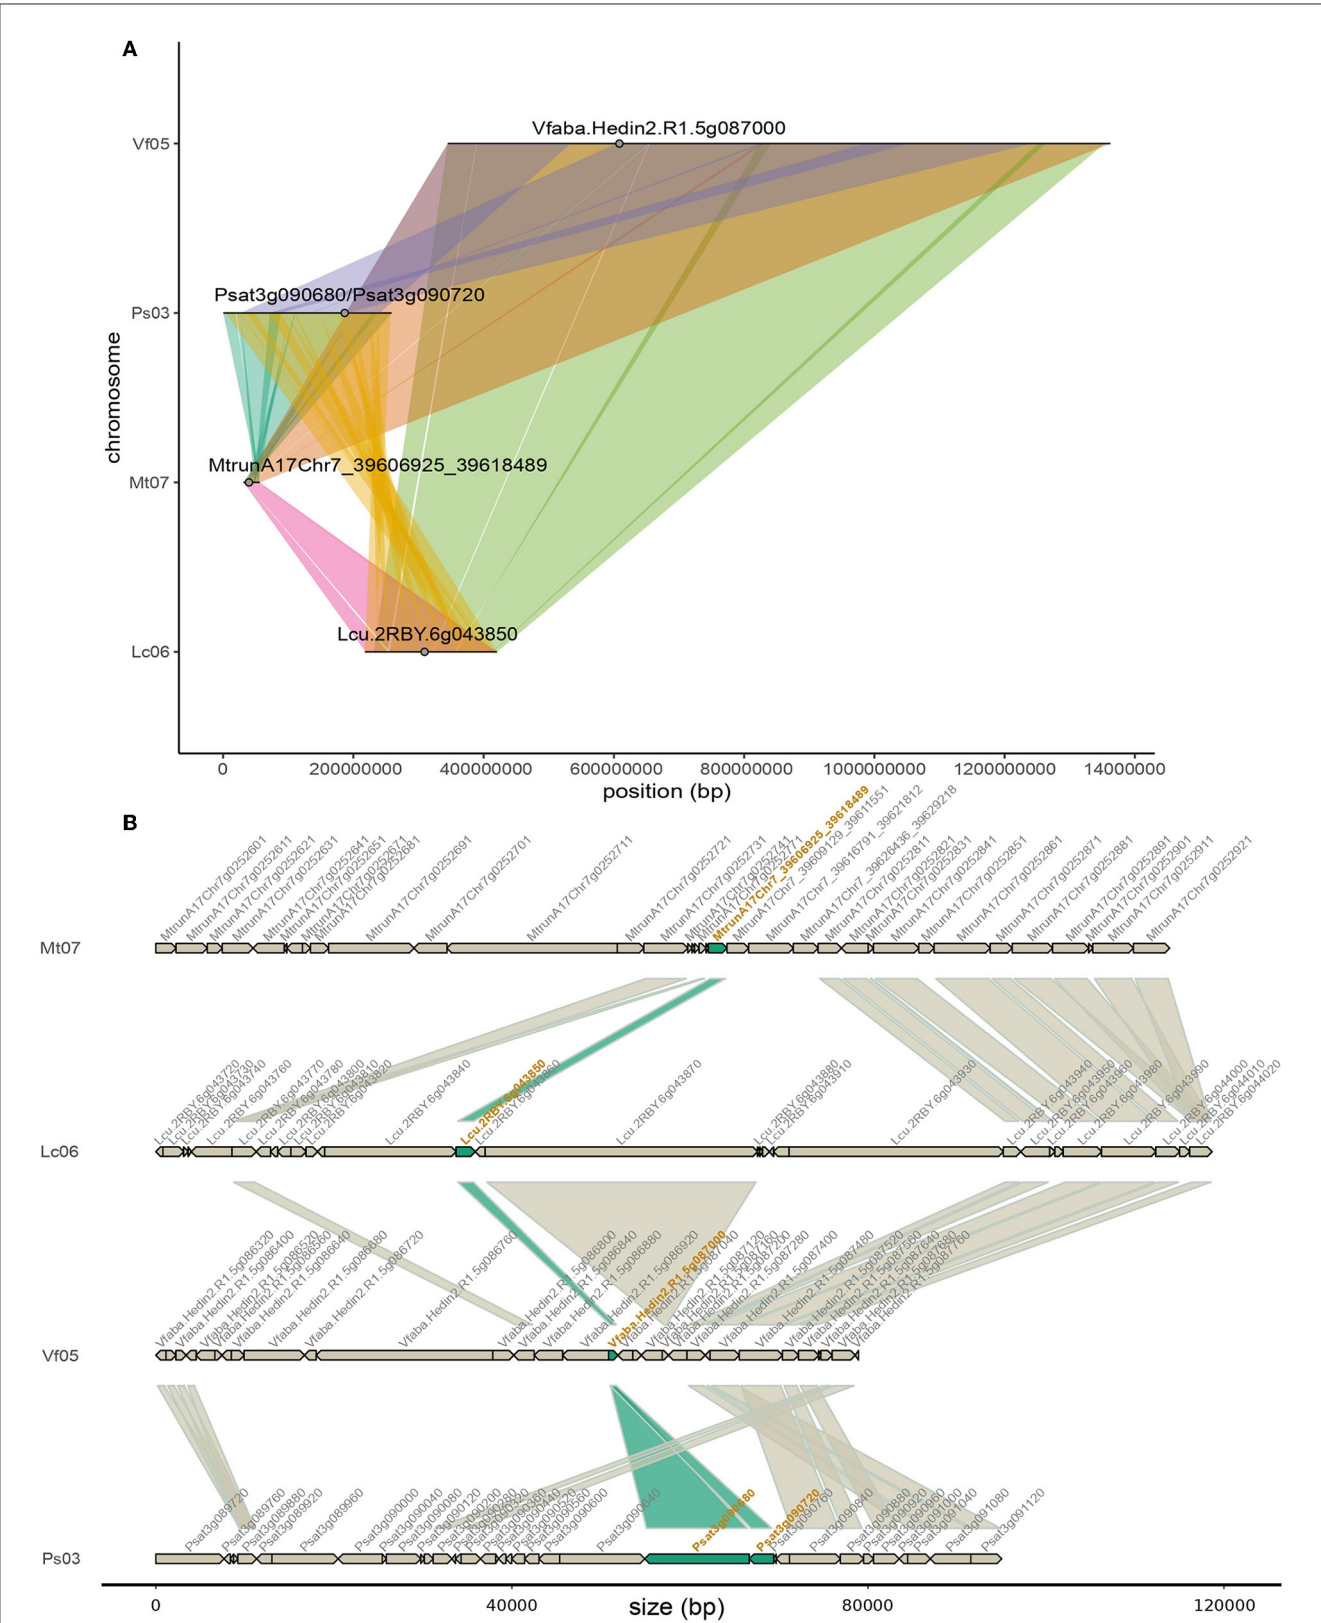 A
Vf05
Vfaba.Hedin2.R1.5g087000
Psat3g090680/Psat3g090720
Ps03
chromosome
MtrunA17Chr7_39606925_39618489
Mt07
Lcu.2RBY.6g043850
Lc06
0 200000000 400000000 600000000 800000000 1000000000 1200000000 14000000
position (bp)
B
MtrunA17Chr7g0252601
MtrunA17Chr7g0252611
MtrunA17Chr7g0252621
MtrunA17Chr7g0252631
MtrunA17Chr7g0252641
MtrunA17Chr7g0252651
MtrunA17Chr7g0252671
MtrunA17Chr7g0252681
MtrunA17Chr7g0252691
MtrunA17Chr7g0252701
MtrunA17Chr7g0252711
MtrunA17Chr7g0252721
MtrunA17Chr7g0252731
MtrunA17Chr7g0252741
MtrunA17Chr7g0252771
MtrunA17Chr7_39606925_39618489
MtrunA17Chr7_39609129_39611551
MtrunA17Chr7_39616791_39621812
MtrunA17Chr7_39626436_39629218
MtrunA17Chr7g0252811
MtrunA17Chr7g0252821
MtrunA17Chr7g0252831
MtrunA17Chr7g0252841
MtrunA17Chr7g0252851
MtrunA17Chr7g0252861
MtrunA17Chr7g0252871
MtrunA17Chr7g0252881
MtrunA17Chr7g0252891
MtrunA17Chr7g0252901
MtrunA17Chr7g0252911
MtrunA17Chr7g0252921
Mt07
Lcu.2RBY.6g043720
Lcu.2RBY.6g043730
Lcu.2RBY.6g043740
Lcu.2RBY.6g043760
Lcu.2RBY.6g043770
Lcu.2RBY.6g043780
Lcu.2RBY.6g043800
Lcu.2RBY.6g043810
Lcu.2RBY.6g043820
Lcu.2RBY.6g043840
Lcu.2RBY.6g043850
Lcu.2RBY.6g043860
Lcu.2RBY.6g043870
Lcu.2RBY.6g043880
Lcu.2RBY.6g043910
Lcu.2RBY.6g043930
Lcu.2RBY.6g043940
Lcu.2RBY.6g043950
Lcu.2RBY.6g043960
Lcu.2RBY.6g043980
Lcu.2RBY.6g043990
Lcu.2RBY.6g044000
Lcu.2RBY.6g044010
Lcu.2RBY.6g044020
Lc06
Vfaba.Hedin2.R1.5g086320
Vfaba.Hedin2.R1.5g086400
Vfaba.Hedin2.R1.5g086520
Vfaba.Hedin2.R1.5g086560
Vfaba.Hedin2.R1.5g086640
Vfaba.Hedin2.R1.5g086680
Vfaba.Hedin2.R1.5g086720
Vfaba.Hedin2.R1.5g086760
Vfaba.Hedin2.R1.5g086800
Vfaba.Hedin2.R1.5g086840
Vfaba.Hedin2.R1.5g086880
Vfaba.Hedin2.R1.5g086920
Vfaba.Hedin2.R1.5g087000
Vfaba.Hedin2.R1.5g087040
Vfaba.Hedin2.R1.5g087120
Vfaba.Hedin2.R1.5g087160
Vfaba.Hedin2.R1.5g087200
Vfaba.Hedin2.R1.5g087280
Vfaba.Hedin2.R1.5g087400
Vfaba.Hedin2.R1.5g087480
Vfaba.Hedin2.R1.5g087520
Vfaba.Hedin2.R1.5g087560
Vfaba.Hedin2.R1.5g087640
Vfaba.Hedin2.R1.5g087680
Vfaba.Hedin2.R1.5g087760
Vf05
Psat3g089720
Psat3g089760
Psat3g089880
Psat3g089920
Psat3g089960
Psat3g090000
Psat3g090040
Psat3g090080
Psat3g090120
Psat3g090200
Psat3g090280
Psat3g090320
Psat3g090440
Psat3g090520
Psat3g090560
Psat3g090600
Psat3g090640
Psat3g090680
Psat3g090720
Psat3g090760
Psat3g090840
Psat3g090880
Psat3g090920
Psat3g090960
Psat3g091000
Psat3g091040
Psat3g091080
Psat3g091120
Ps03
0 40000 80000 120000
size (bp)